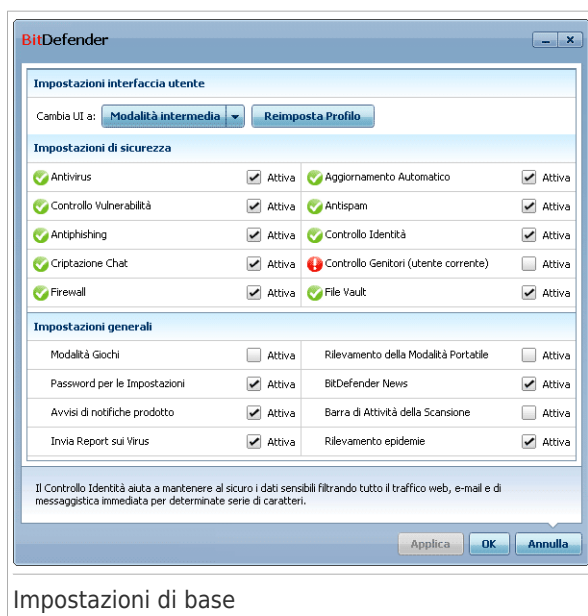 BitDefender
Impostazioni interfaccia utente
Cambia UI a: Modalità intermedia Reimposta Profilo
Impostazioni di sicurezza
Antivirus Attiva Aggiornamento Automatico Attiva
Controllo Vulnerabilità Attiva Antispam Attiva
Antiphishing Attiva Controllo Identità Attiva
Criptazione Chat Attiva Controllo Genitori (utente corrente) Attiva
Firewall Attiva File Vault Attiva
Impostazioni generali
Modalità Giochi Attiva Rilevamento della Modalità Portatile Attiva
Password per le Impostazioni Attiva BitDefender News Attiva
Avvisi di notifiche prodotto Attiva Barra di Attività della Scansione Attiva
Invia Report sui Virus Attiva Rilevamento epidemie Attiva
Il Controllo Identità aiuta a mantenere al sicuro i dati sensibili filtrando tutto il traffico web, e-mail e di
messaggistica immediata per determinate serie di caratteri.
Applica OK Annulla
Impostazioni di base